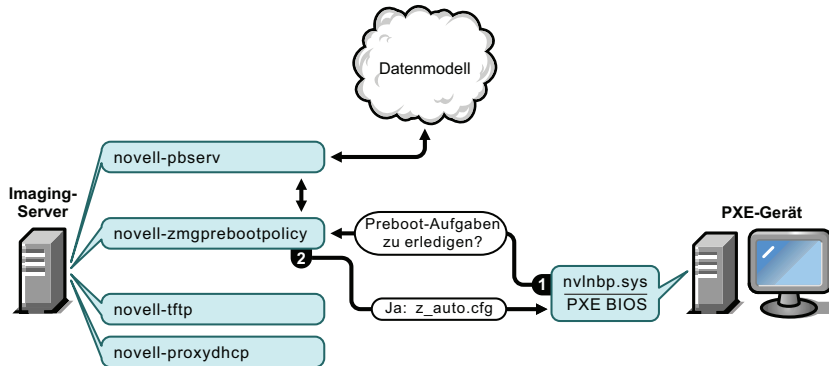 Datenmodell
novell-pbserv
Imaging-
Server
novell-zmgprebootpolicy
Preboot-Aufgaben
zu erledigen?
PXE-Gerät
2
1
nvlnbp.sys
PXE BIOS
novell-tftp
Ja: z_auto.cfg
novell-proxydhcp